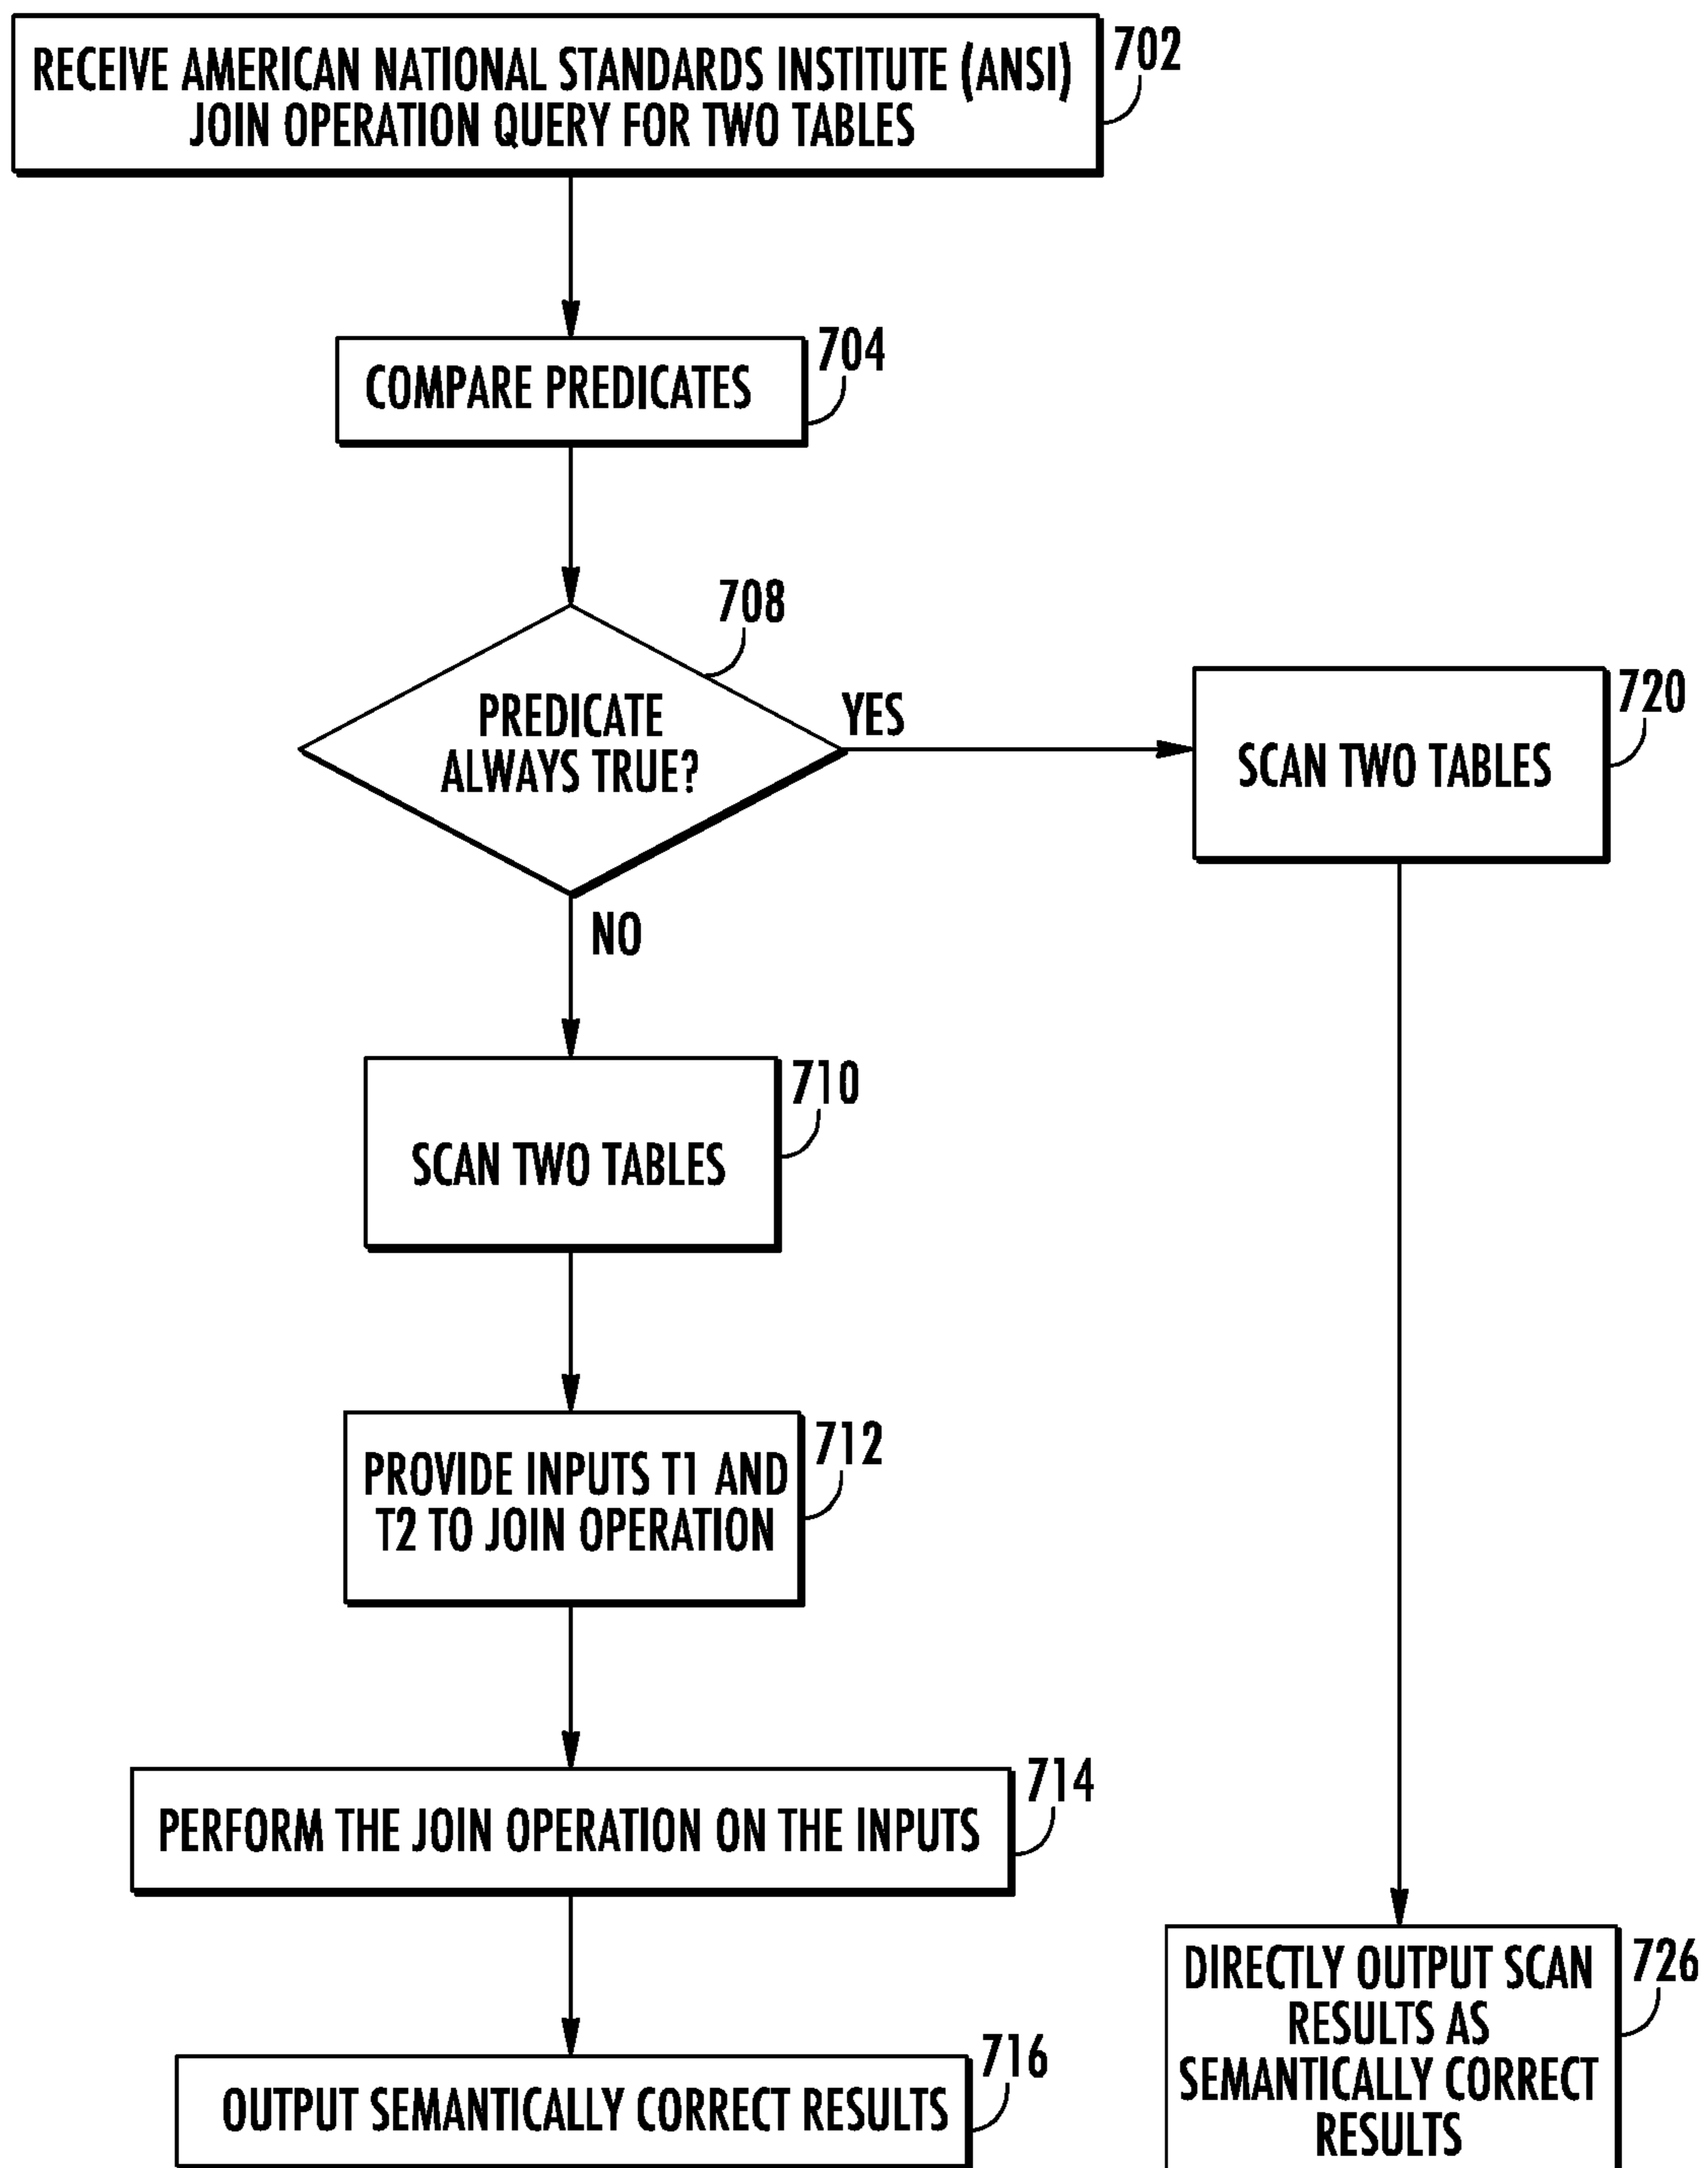 RECEIVE AMERICAN NATIONAL STANDARDS INSTITUTE (ANSI)
JOIN OPERATION QUERY FOR TWO TABLES
702
COMPARE PREDICATES
704
708
PREDICATE
ALWAYS TRUE?
YES
720
SCAN TWO TABLES
NO
710
SCAN TWO TABLES
712
PROVIDE INPUTS T1 AND
T2 TO JOIN OPERATION
714
PERFORM THE JOIN OPERATION ON THE INPUTS
716
OUTPUT SEMANTICALLY CORRECT RESULTS
726
DIRECTLY OUTPUT SCAN
RESULTS AS
SEMANTICALLY CORRECT
RESULTS